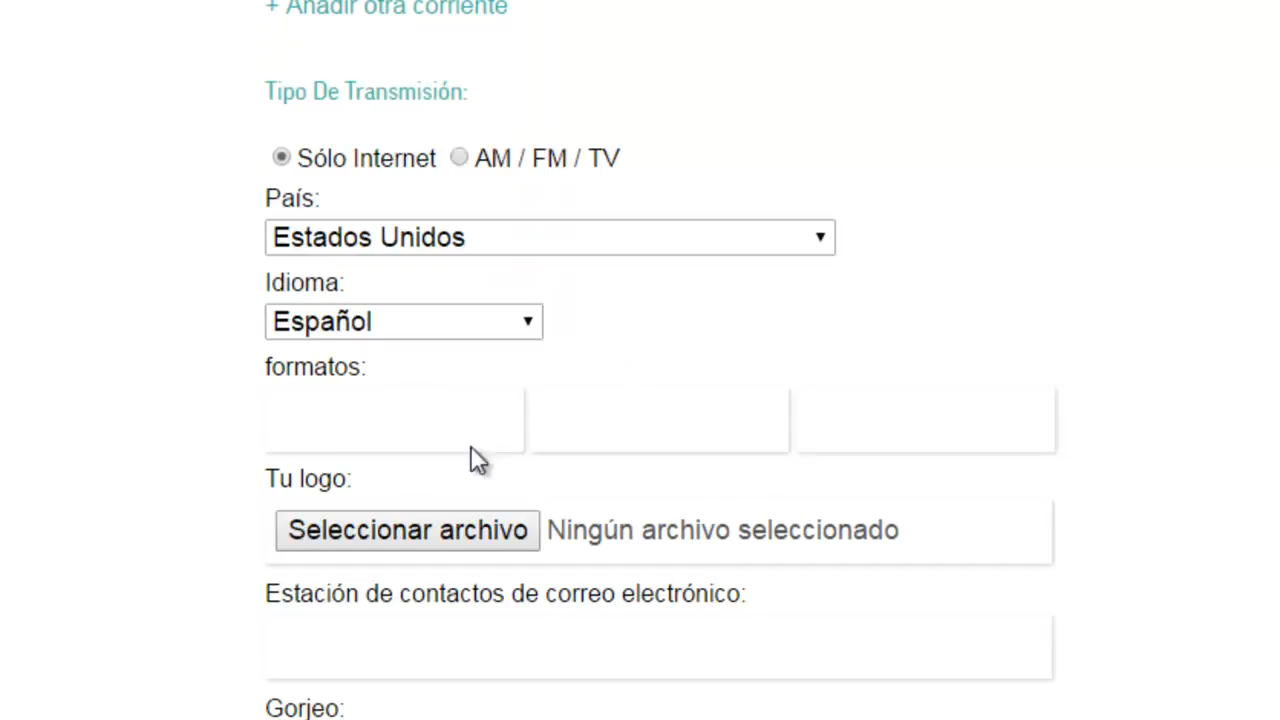 + Añadir otra corriente
Tipo De Transmisión:
Sólo Internet AM / FM / TV
País:
Estados Unidos
Idioma:
Español
formatos:
Tu logo:
Seleccionar archivo Ningún archivo seleccionado
Estación de contactos de correo electrónico:
Gorjeo: